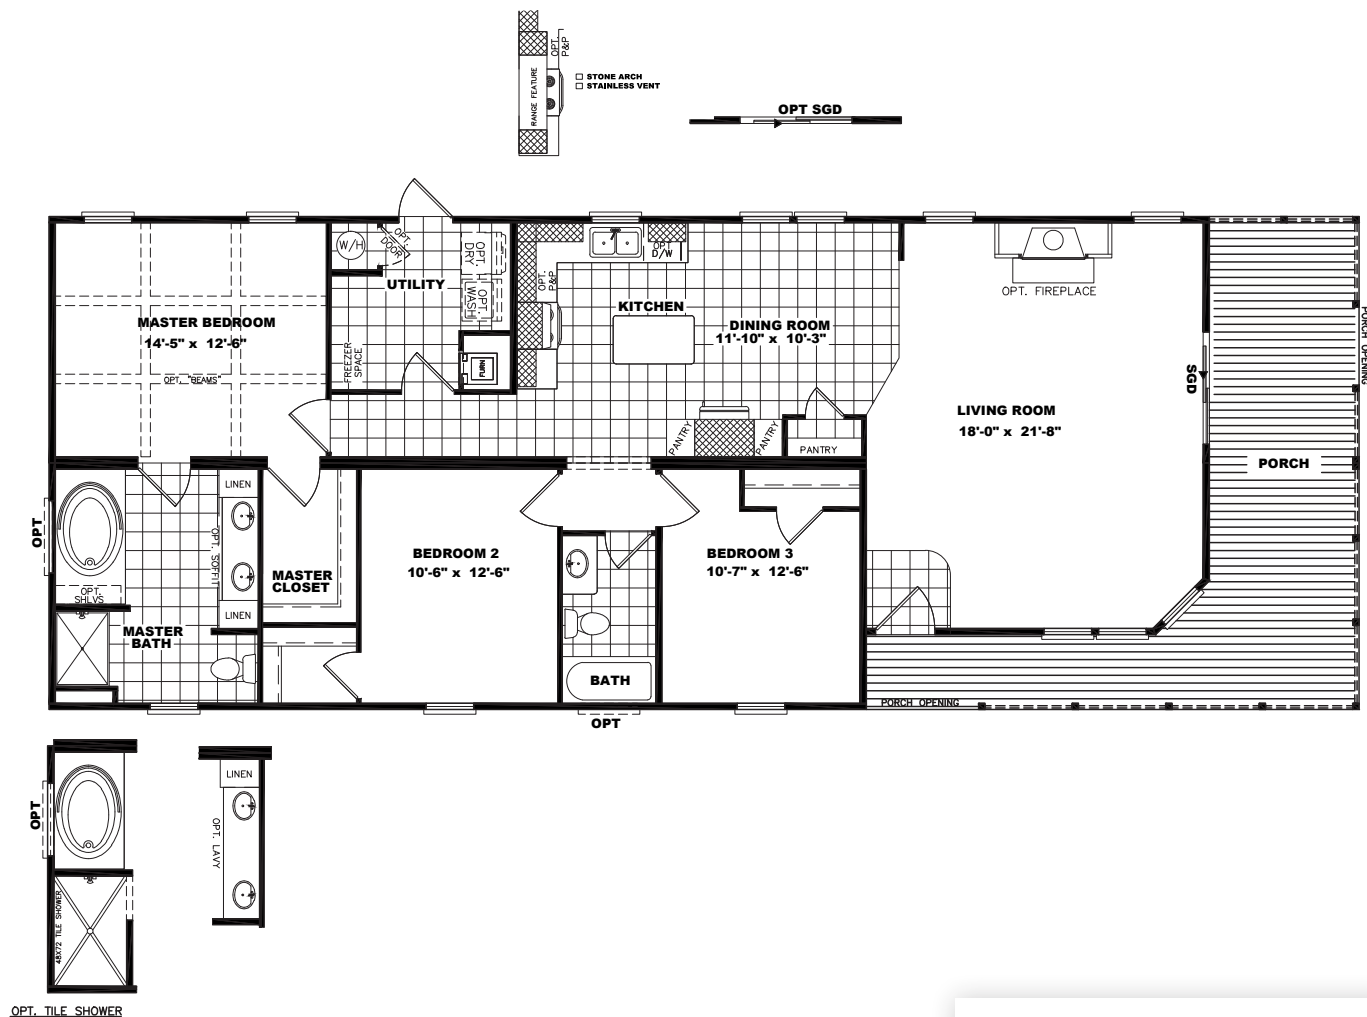 OPT.
P&P
RANGE FEATURE
STONE ARCH
STAINLESS VENT
OPT SGD
W/H
OPT.
DOOR
OPT.
DRY
OPT.
WASH
UTILITY
FREEZER
SPACE
FURN
MASTER BEDROOM
14'-5" x 12'-6"
OPT. "BEAMS"
OPT.
P&P
OPT
D/W
KITCHEN
DINING ROOM
11'-10" x 10'-3"
PANTRY
PANTRY
PANTRY
OPT. FIREPLACE
LIVING ROOM
18'-0" x 21'-8"
SGD
PORCH OPENING
PORCH
PORCH OPENING
OPT
LINEN
OPT. SOFFIT
LINEN
OPT.
SHLVS
MASTER
BATH
MASTER
CLOSET
BEDROOM 2
10'-6" x 12'-6"
BEDROOM 3
10'-7" x 12'-6"
BATH
OPT
OPT
LINEN
OPT. LAVY
48X72 TILE SHOWER
OPT. TILE SHOWER